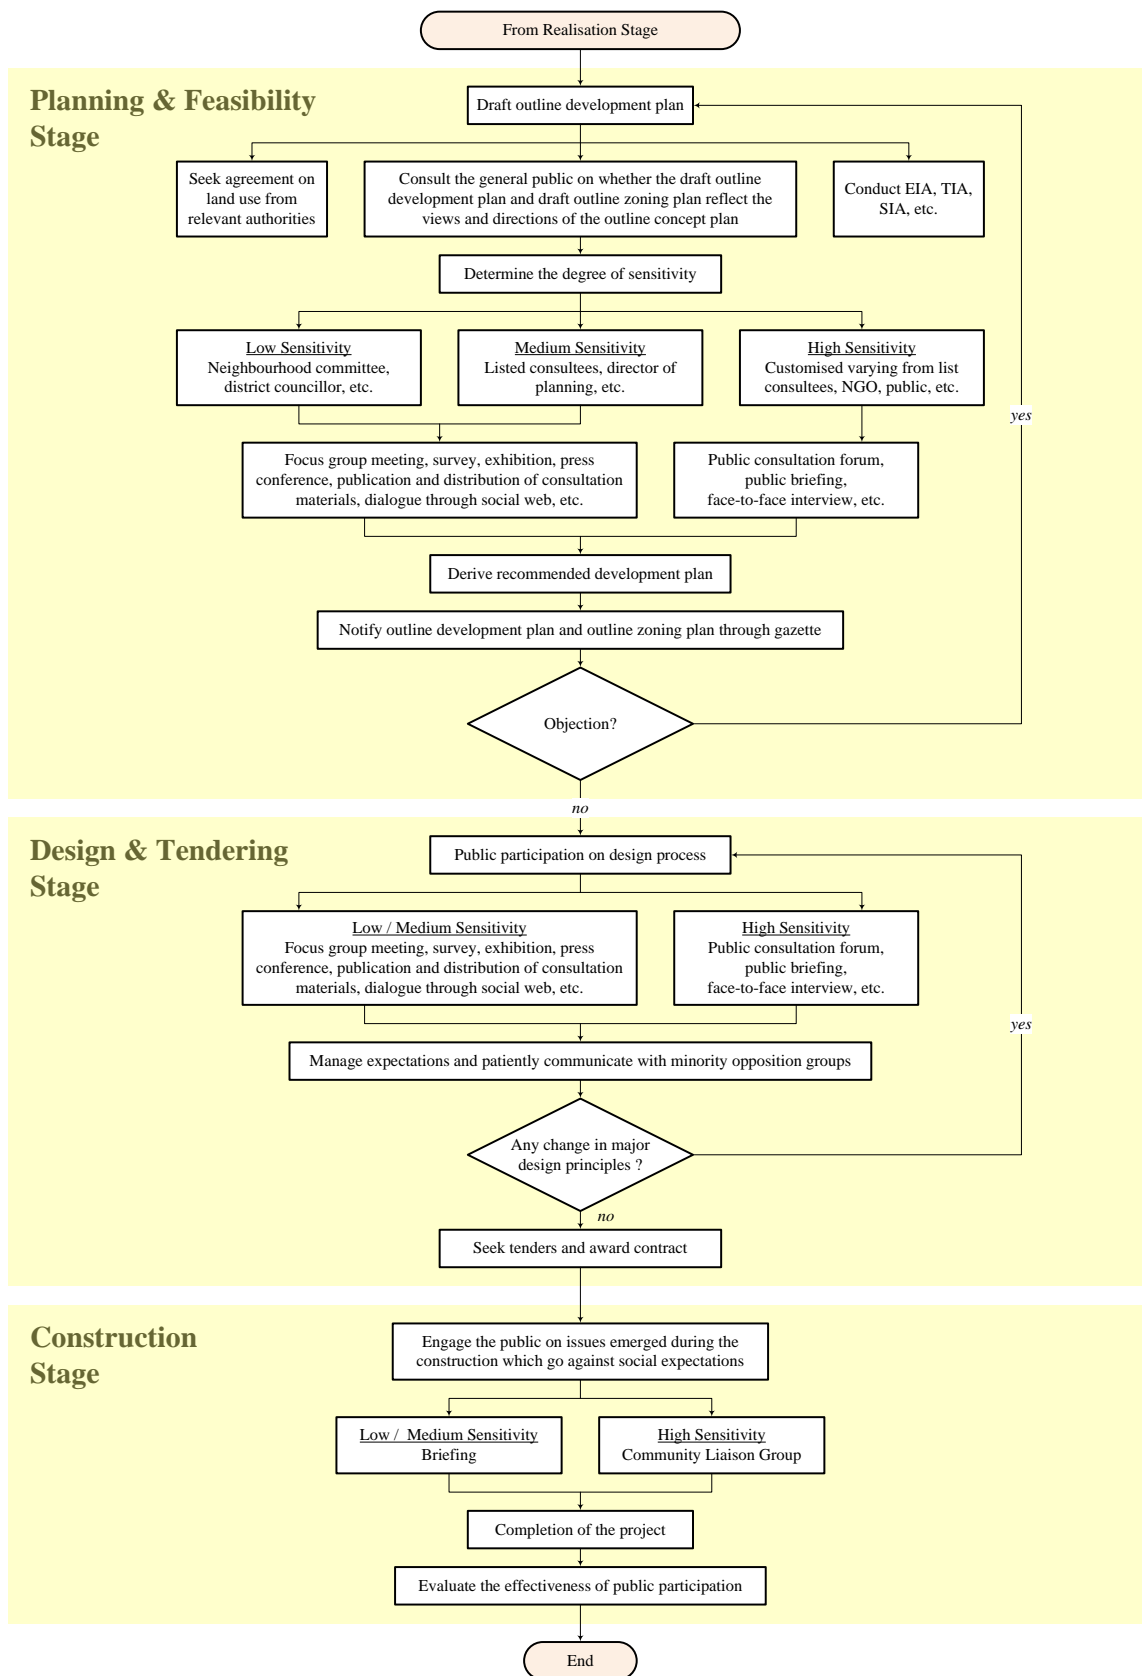 From Realisation Stage
Planning & Feasibility
Stage
Draft outline development plan
Seek agreement on
land use from
relevant authorities
Consult the general public on whether the draft outline
development plan and draft outline zoning plan reflect the
views and directions of the outline concept plan
Conduct EIA, TIA,
SIA, etc.
Determine the degree of sensitivity
Low Sensitivity
Neighbourhood committee,
district councillor, etc.
Medium Sensitivity
Listed consultees, director of
planning, etc.
High Sensitivity
Customised varying from list
consultees, NGO, public, etc.
yes
Focus group meeting, survey, exhibition, press
conference, publication and distribution of consultation
materials, dialogue through social web, etc.
Public consultation forum,
public briefing,
face-to-face interview, etc.
Derive recommended development plan
Notify outline development plan and outline zoning plan through gazette
Objection?
no
Design & Tendering
Stage
Public participation on design process
Low / Medium Sensitivity
Focus group meeting, survey, exhibition, press
conference, publication and distribution of consultation
materials, dialogue through social web, etc.
High Sensitivity
Public consultation forum,
public briefing,
face-to-face interview, etc.
yes
Manage expectations and patiently communicate with minority opposition groups
Any change in major
design principles ?
no
Seek tenders and award contract
Construction
Stage
Engage the public on issues emerged during the
construction which go against social expectations
Low /  Medium Sensitivity
Briefing
High Sensitivity
Community Liaison Group
Completion of the project
Evaluate the effectiveness of public participation
End